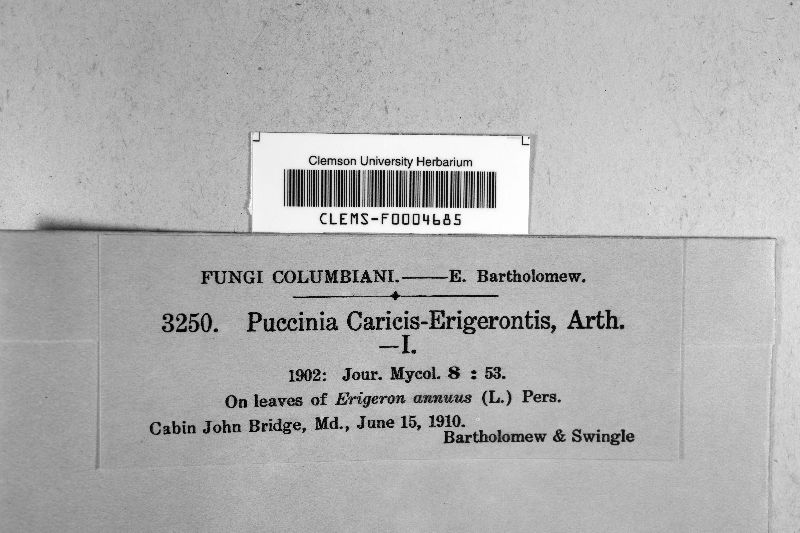 Clemson University Herbarium
CLEMS-F0004685
FUNGI COLUMBIANI.——E. Bartholomew.
3250. Puccinia Caricis-Erigerontis, Arth.
—I.
1902: Jour. Mycol. 8 : 53.
On leaves of Erigeron annuus (L.) Pers.
Cabin John Bridge, Md., June 15, 1910.
Bartholomew & Swingle